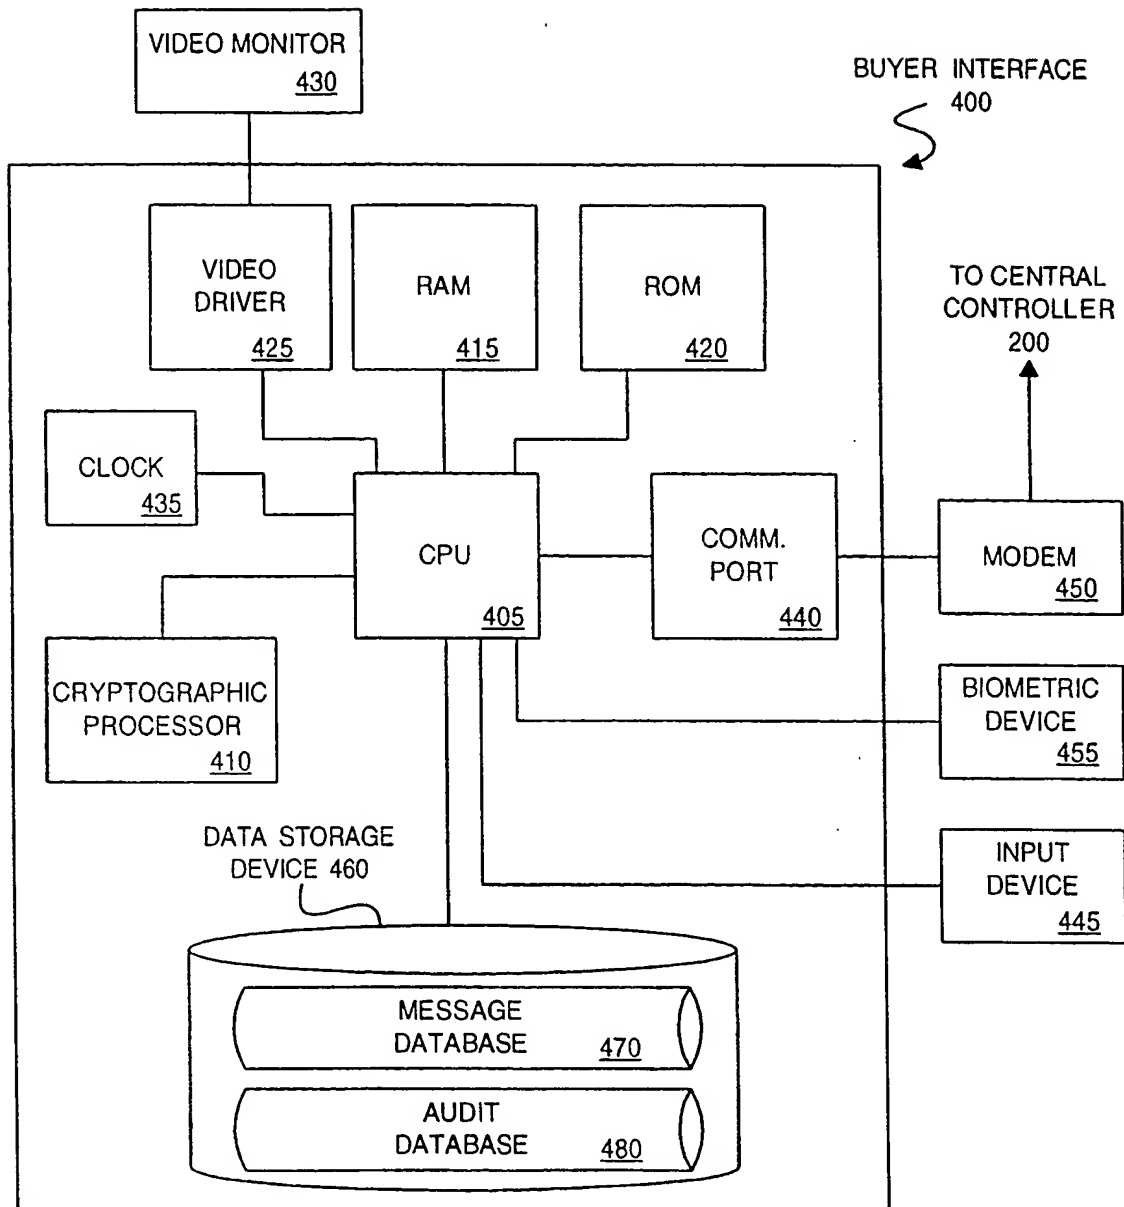 VIDEO MONITOR
430
BUYER INTERFACE
400
VIDEO
DRIVER
425
RAM
415
ROM
420
TO CENTRAL
CONTROLLER
200
CLOCK
435
CPU
405
COMM.
PORT
440
MODEM
450
CRYPTOGRAPHIC
PROCESSOR
410
BIOMETRIC
DEVICE
455
DATA STORAGE
DEVICE 460
INPUT
DEVICE
445
MESSAGE
DATABASE 470
AUDIT
DATABASE 480